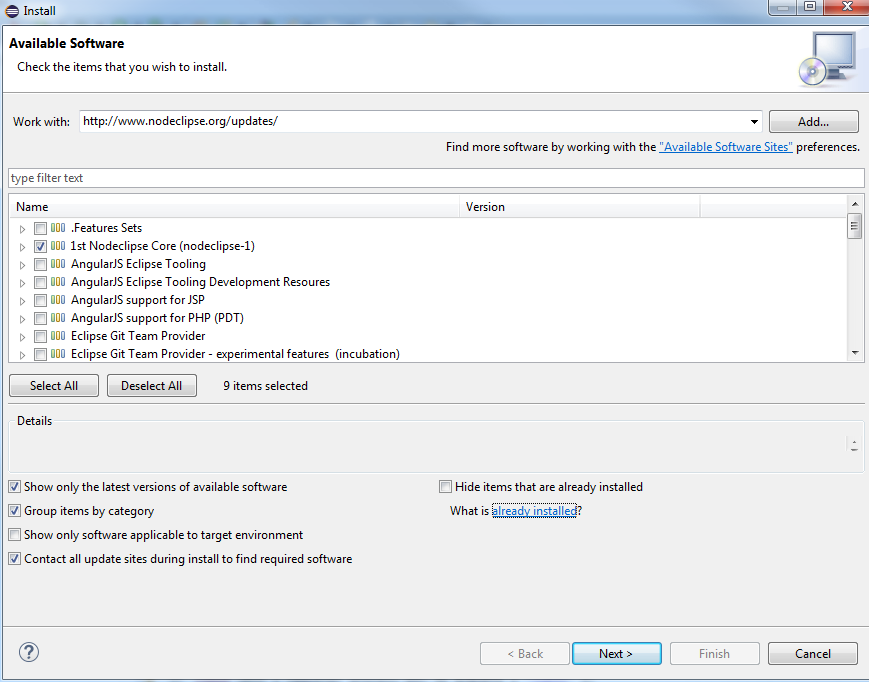 Install
Available Software
Check the items that you wish to install.
Work with: http://www.nodeclipse.org/updates/ Add...
Find more software by working with the "Available Software Sites" preferences.
type filter text
Name Version
.Features Sets
1st Nodeclipse Core (nodeclipse-1)
AngularJS Eclipse Tooling
AngularJS Eclipse Tooling Development Resoures
AngularJS support for JSP
AngularJS support for PHP (PDT)
Eclipse Git Team Provider
Eclipse Git Team Provider - experimental features (incubation)
Select All Deselect All 9 items selected
Details
Show only the latest versions of available software Hide items that are already installed
Group items by category What is already installed?
Show only software applicable to target environment
Contact all update sites during install to find required software
? < Back Next > Finish Cancel